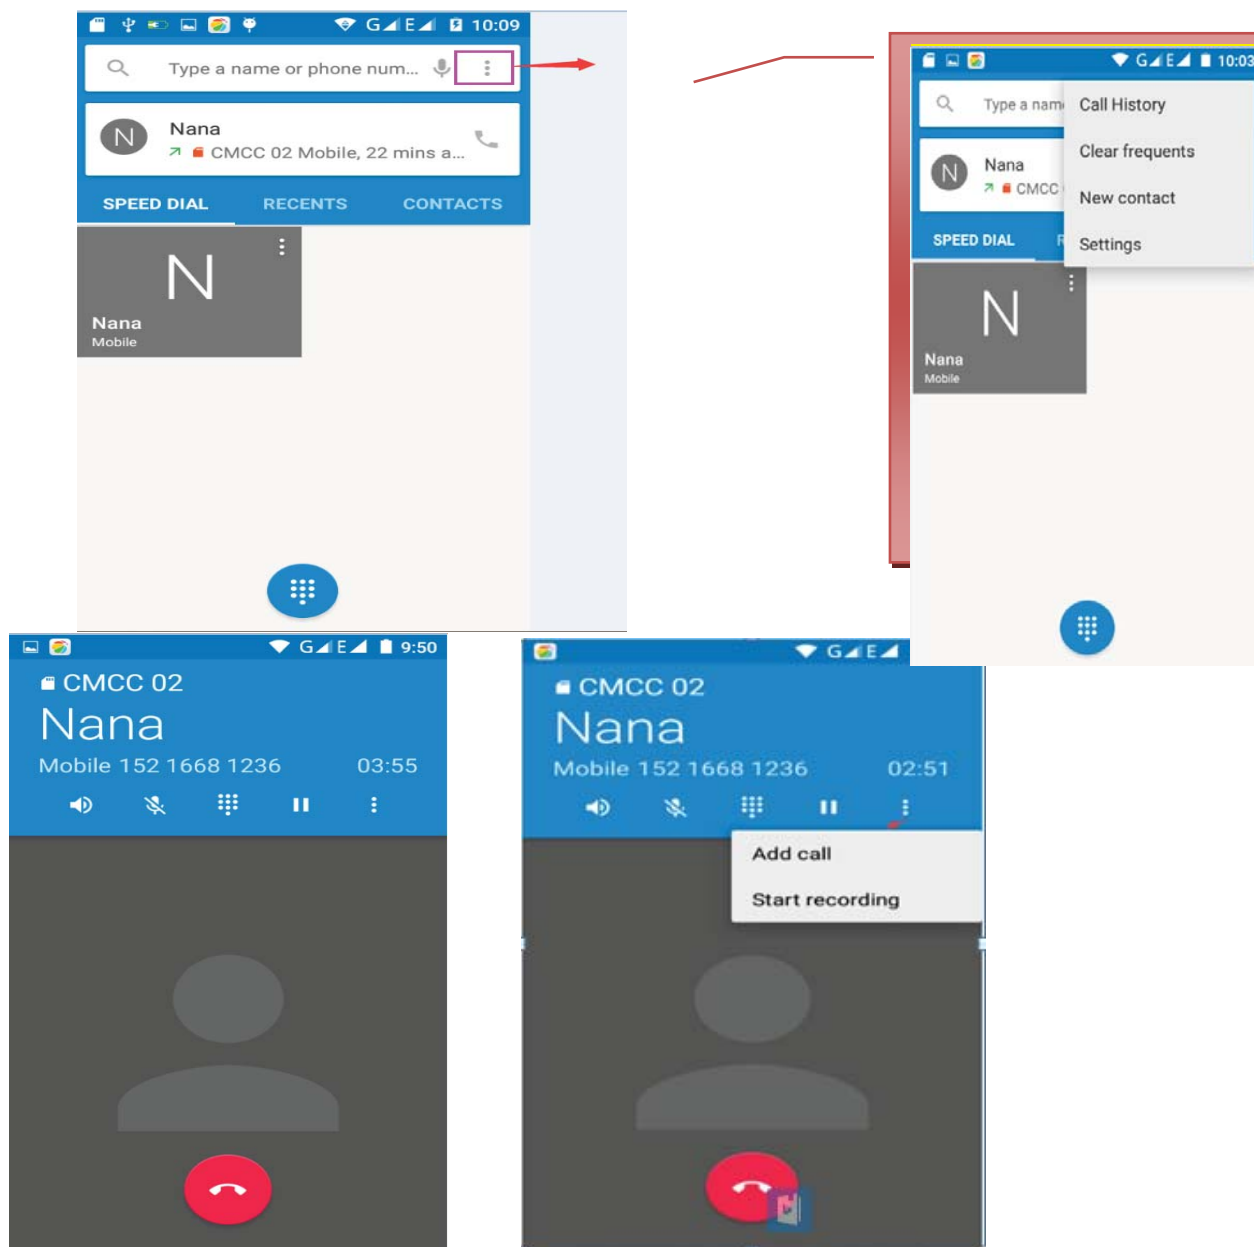 G E 10:09
Type a name or phone num...
N
Nana
CMCC 02 Mobile, 22 mins a...
SPEED DIAL RECENTS CONTACTS
N
Nana
Mobile
G E 10:03
Type a nam
Call History
Clear frequents
New contact
Settings
N
Nana
CMCC
SPEED DIAL R
N
Nana
Mobile
G E 9:50
CMCC 02
Nana
Mobile 152 1668 1236 03:55
G E
CMCC 02
Nana
Mobile 152 1668 1236 02:51
Add call
Start recording